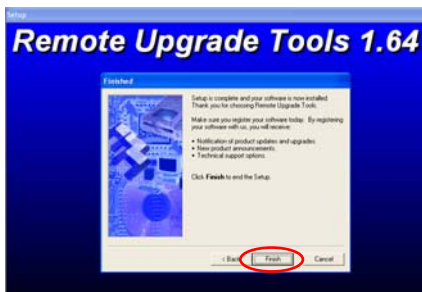 Setup
Remote Upgrade Tools 1.64
Finished
Setup is complete and your software is now installed.
Thank you for choosing Remote Upgrade Tools.
Make sure you register your software today. By registering
your software with us, you will receive:
• Notification of product updates and upgrades
• New product announcements.
• Technical support options
Click Finish to end the Setup.
< Back
Finish
Cancel